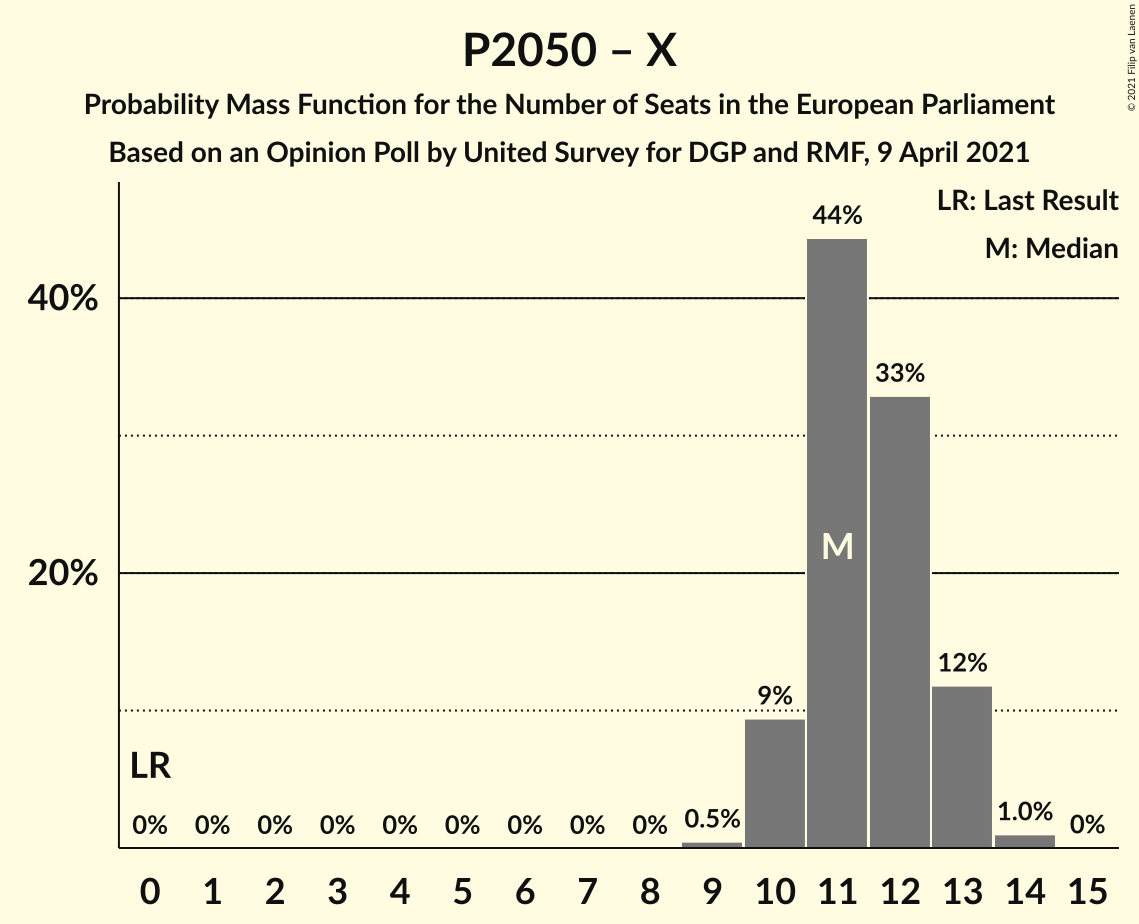 P2050 – X
Probability Mass Function for the Number of Seats in the European Parliament
Based on an Opinion Poll by United Survey for DGP and RMF, 9 April 2021
© 2021 Filip van Laenen
LR: Last Result
M: Median
44%
40%
33%
M
20%
12%
9%
LR
0% 0% 0% 0% 0% 0% 0% 0% 0% 0.5% 1.0% 0%
0 1 2 3 4 5 6 7 8 9 10 11 12 13 14 15